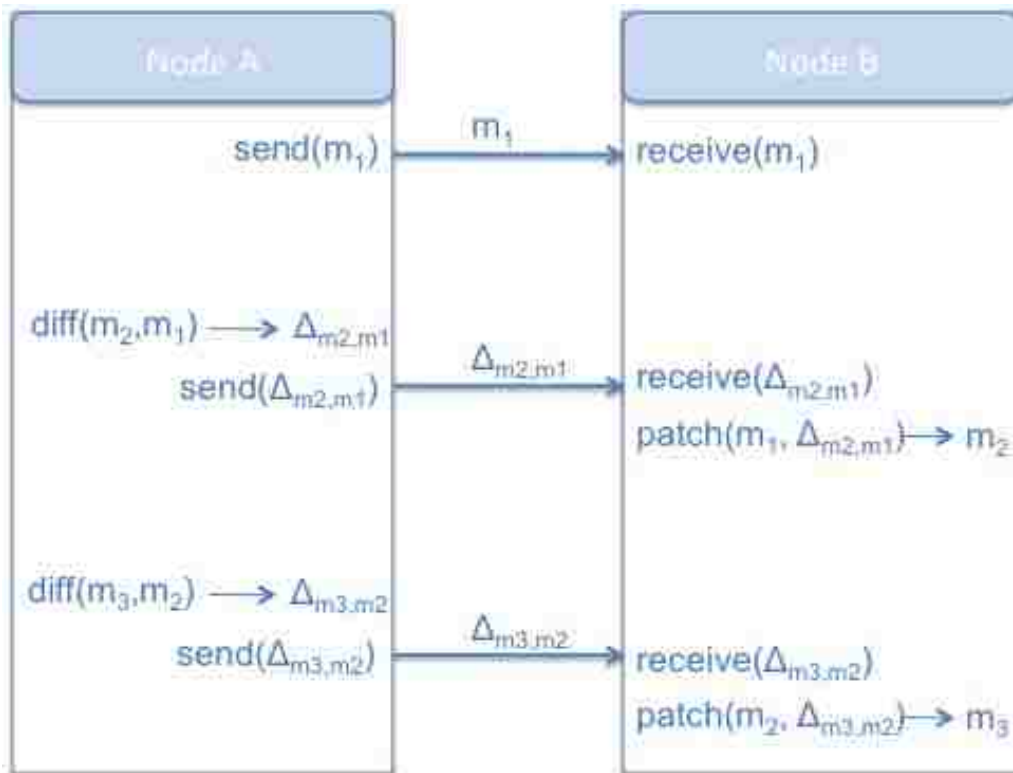 Node A
Node B
send(m₁)
m₁
receive(m₁)
diff(m₂,m₁) → Δm2,m1
send(Δm2,m1)
Δm2,m1
receive(Δm2,m1)
patch(m₁, Δm2,m1) → m₂
diff(m₃,m₂) → Δm3,m2
send(Δm3,m2)
Δm3,m2
receive(Δm3,m2)
patch(m₂, Δm3,m2) → m₃